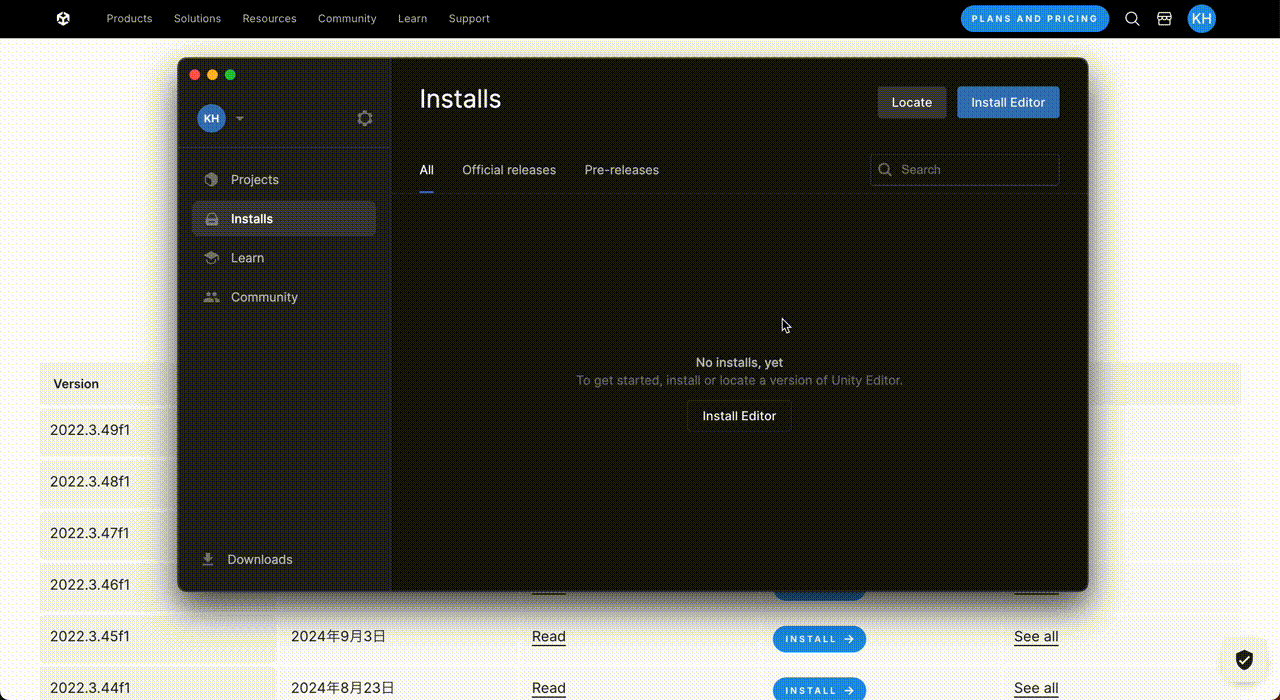 Products Solutions Resources Community Learn Support PLANS AND PRICING KH
KH
Projects
Installs
Learn
Community
Downloads
Installs
Locate Install Editor
All Official releases Pre-releases Search
No installs, yet
To get started, install or locate a version of Unity Editor.
Install Editor
Version
2022.3.49f1
2022.3.48f1
2022.3.47f1
2022.3.46f1
2022.3.45f1 2024年9月3日 Read INSTALL → See all
2022.3.44f1 2024年8月23日 Read INSTALL → See all